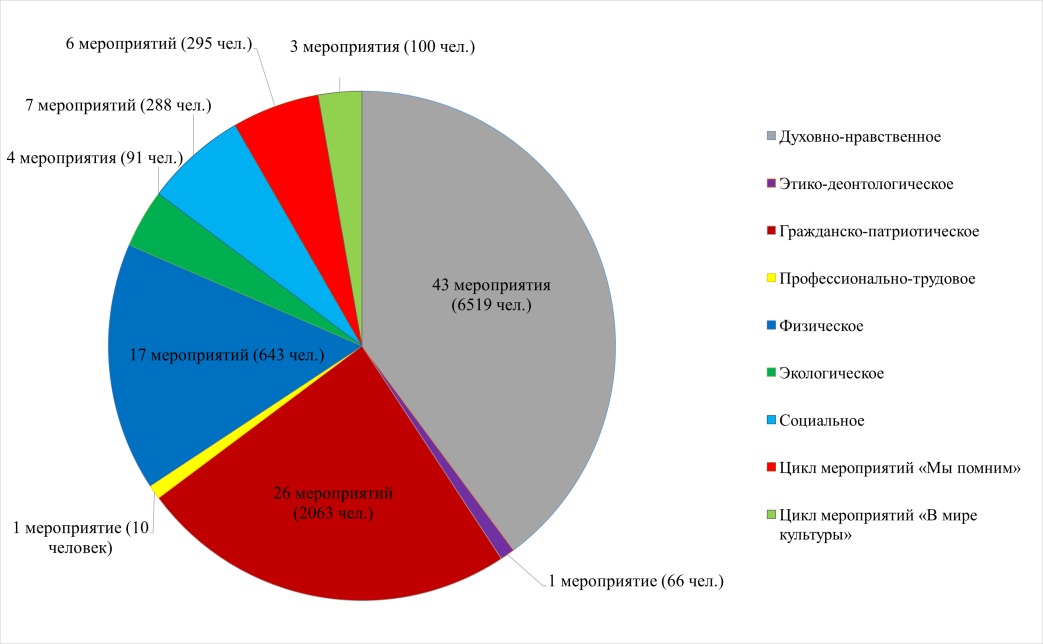 6 мероприятий (295 чел.)
3 мероприятия (100 чел.)
7 мероприятий (288 чел.)
4 мероприятия (91 чел.)
43 мероприятия
(6519 чел.)
17 мероприятий (643 чел.)
26 мероприятий
(2063 чел.)
1 мероприятие (10
человек)
1 мероприятие (66 чел.)
Духовно-нравственное
Этико-деонтологическое
Гражданско-патриотическое
Профессионально-трудовое
Физическое
Экологическое
Социальное
Цикл мероприятий «Мы помним»
Цикл мероприятий «В мире
культуры»